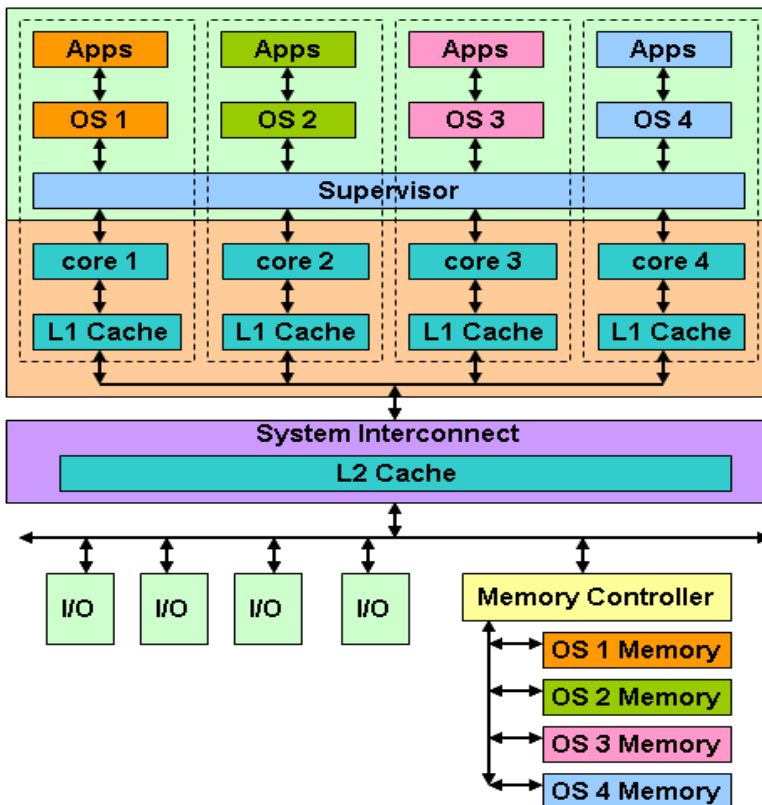 Apps Apps Apps Apps
OS 1 OS 2 OS 3 OS 4
Supervisor
core 1 core 2 core 3 core 4
L1 Cache L1 Cache L1 Cache L1 Cache
System Interconnect
L2 Cache
I/O I/O I/O I/O Memory Controller
OS 1 Memory
OS 2 Memory
OS 3 Memory
OS 4 Memory